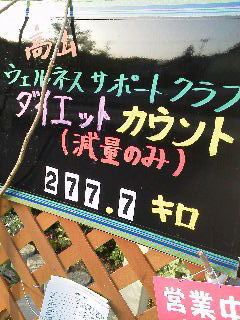 高山
ウェルネスサポートクラブ
ダイエットカウント
(減量のみ)
277.7キロ
営業中